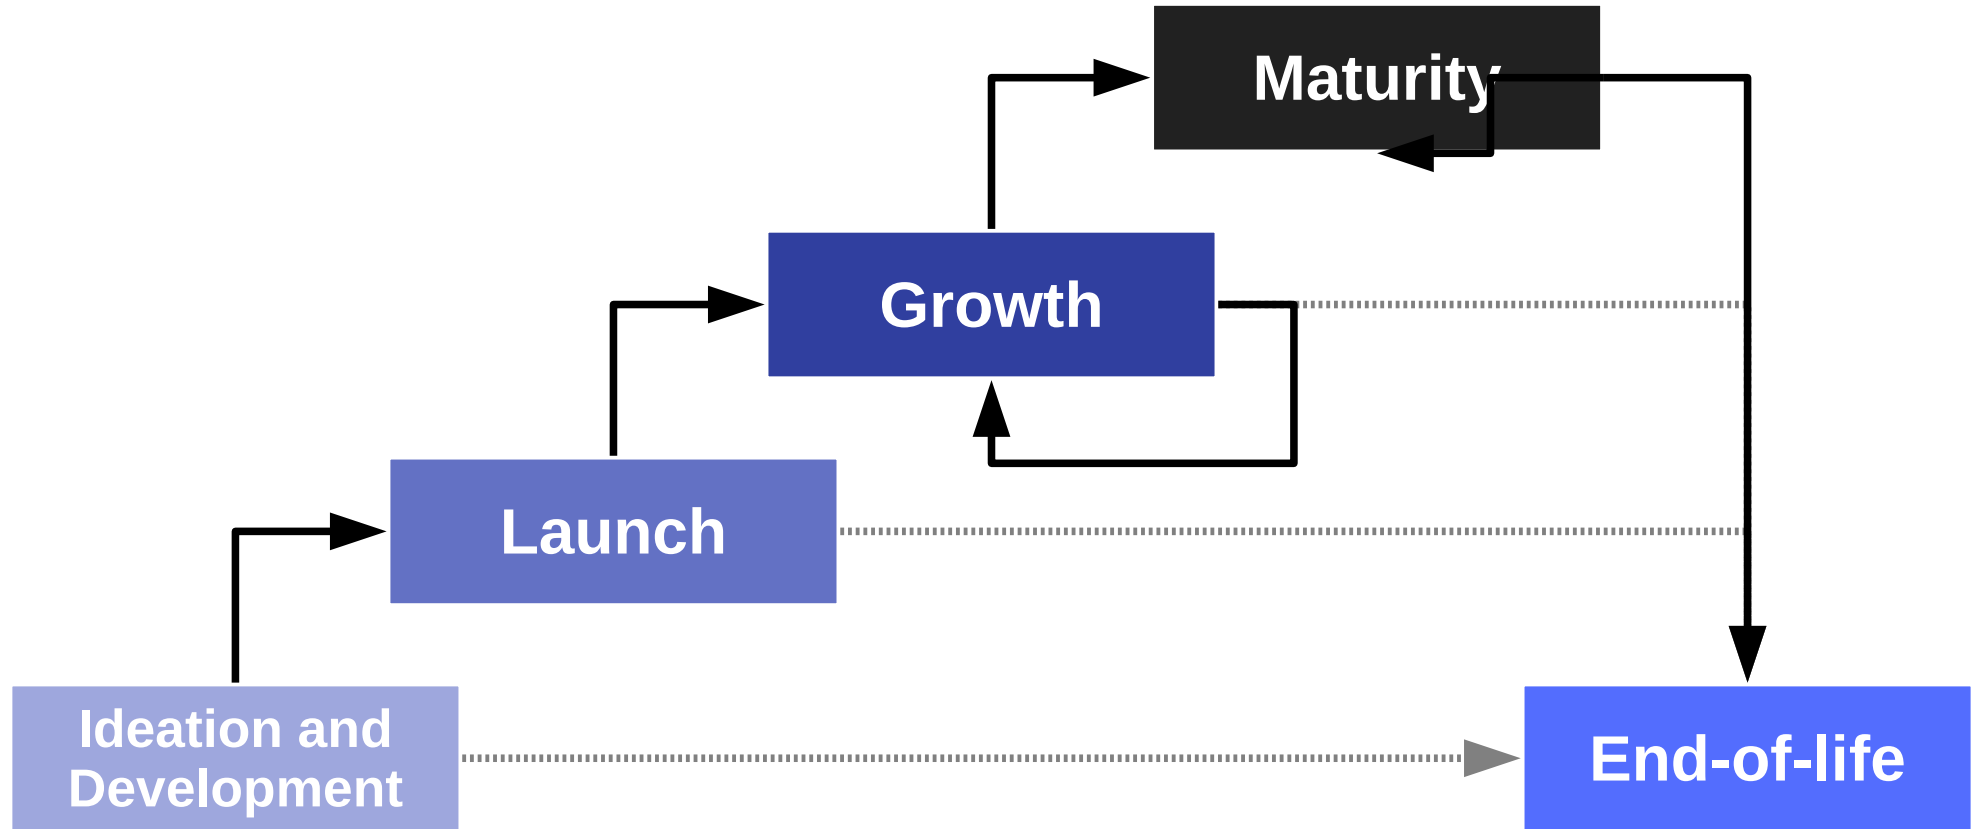 Maturity
Growth
Launch
Ideation and
Development
End-of-life